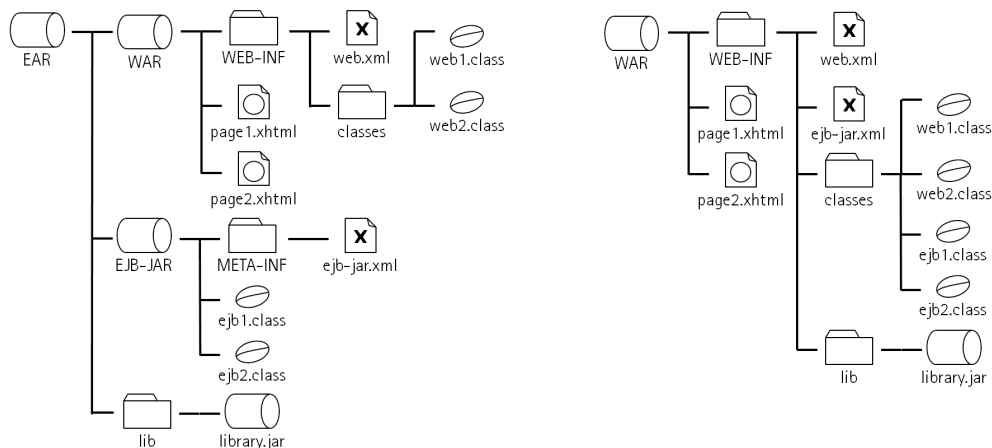 EAR
WAR
WEB-INF
web.xml
web1.class
classes
web2.class
page1.xhtml
page2.xhtml
EJB-JAR
META-INF
ejb-jar.xml
ejb1.class
ejb2.class
lib
library.jar
WAR
WEB-INF
web.xml
page1.xhtml
ejb-jar.xml
web1.class
page2.xhtml
classes
web2.class
ejb1.class
ejb2.class
lib
library.jar